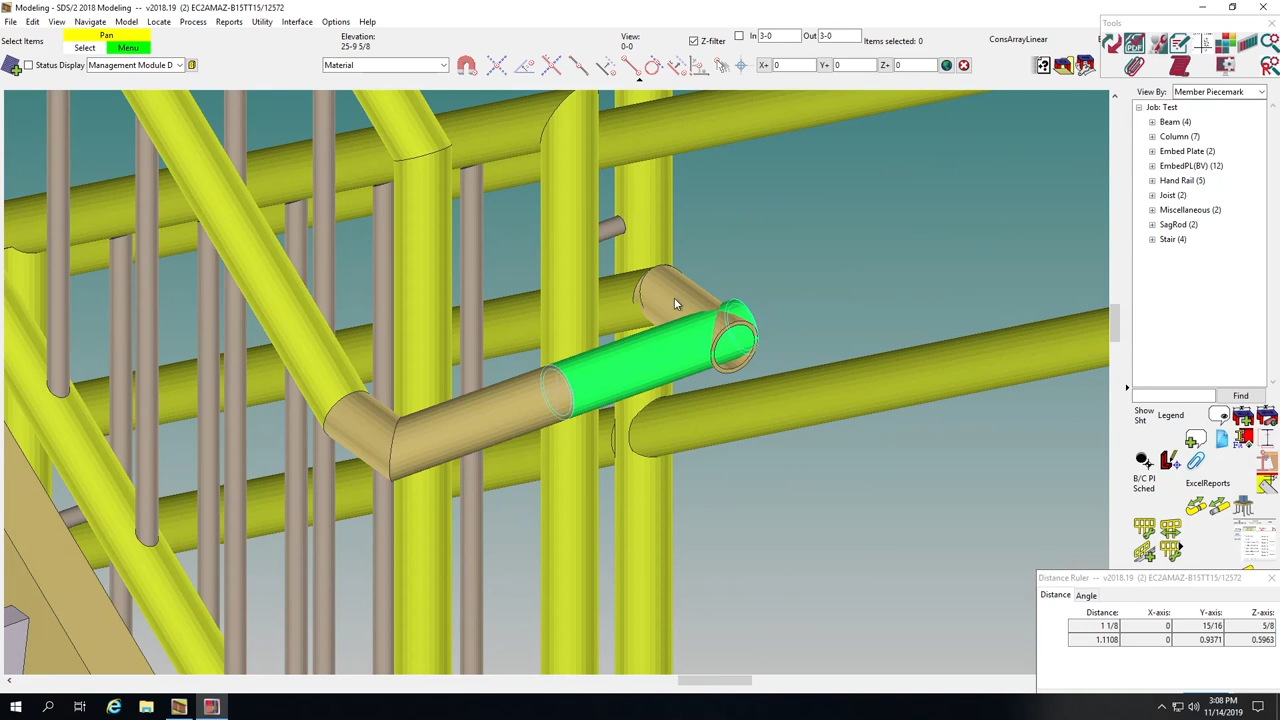 Modeling -- SDS/2 2018 Modeling -- v2018.19 (2) EC2AMAZ-B15TT15/12572
File Edit View Navigate Model Locate Process Reports Utility Interface Options Help
Tools
Select Items
Pan
Select Menu
Elevation:
25-9 5/8
View:
0-0
Z-filter
In 3-0 Out 3-0
Items selected: 0
ConsArrayLinear
Status Display Management Module D
Material
X+ 0 Y+ 0 Z+ 0
View By: Member Piecemark
Job: Test
Beam (4)
Column (7)
Embed Plate (2)
EmbedPL(BV) (12)
Hand Rail (5)
Joist (2)
Miscellaneous (2)
SagRod (2)
Stair (4)
Find
Show
Sht
Legend
B/C PI
Sched
ExcelReports
Distance Ruler -- v2018.19 (2) EC2AMAZ-B15TT15/12572
Distance Angle
Distance: X-axis: Y-axis: Z-axis:
1 1/8 0 15/16 5/8
1.1108 0 0.9371 0.5963
3:08 PM
11/14/2019